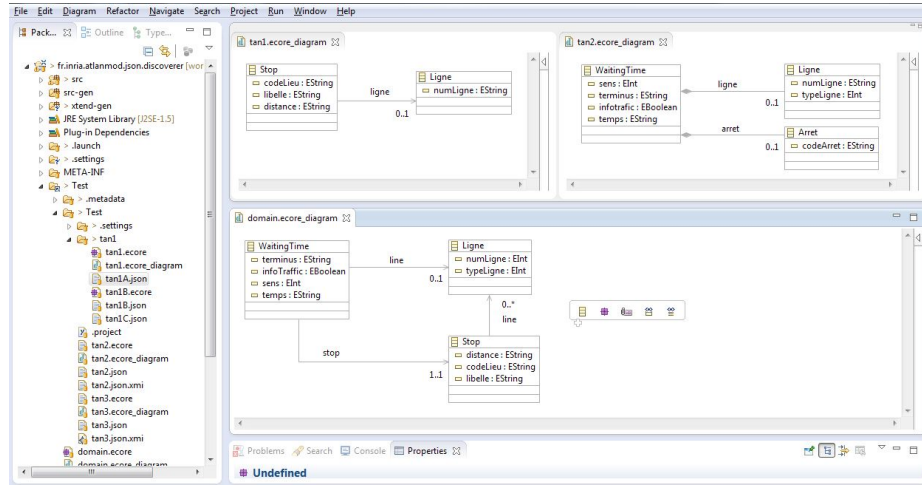 File Edit Diagram Refactor Navigate Search Project Run Window Help
Pack... Outline Type...
> fr.inria.atlanmod.json.discoverer [wor
> src
src-gen
> xtend-gen
JRE System Library [J2SE-1.5]
Plug-in Dependencies
> .launch
> .settings
META-INF
> Test
> .metadata
> Test
> .settings
> tan1
tan1.ecore
tan1.ecore_diagram
tan1A.json
tan1B.ecore
tan1B.json
tan1C.json
.project
tan2.ecore
tan2.ecore_diagram
tan2.json
tan2.json.xmi
tan3.ecore
tan3.ecore_diagram
tan3.json
tan3.json.xmi
domain.ecore
domain.ecore_diagram
tan1.ecore_diagram
Stop
codeLieu : EString
libelle : EString
distance : EString
ligne
0..1
Ligne
numLigne : EString
tan2.ecore_diagram
WaitingTime
sens : EInt
terminus : EString
infotrafic : EBoolean
temps : EString
ligne
0..1
arret
0..1
Ligne
numLigne : EString
typeLigne : EInt
Arret
codeArret : EString
domain.ecore_diagram
WaitingTime
terminus : EString
infoTraffic : EBoolean
sens : EInt
temps : EString
line
0..1
Ligne
numLigne : EInt
typeLigne : EInt
0..*
line
stop
1..1
Stop
distance : EString
codeLieu : EString
libelle : EString
Problems Search Console Properties
Undefined